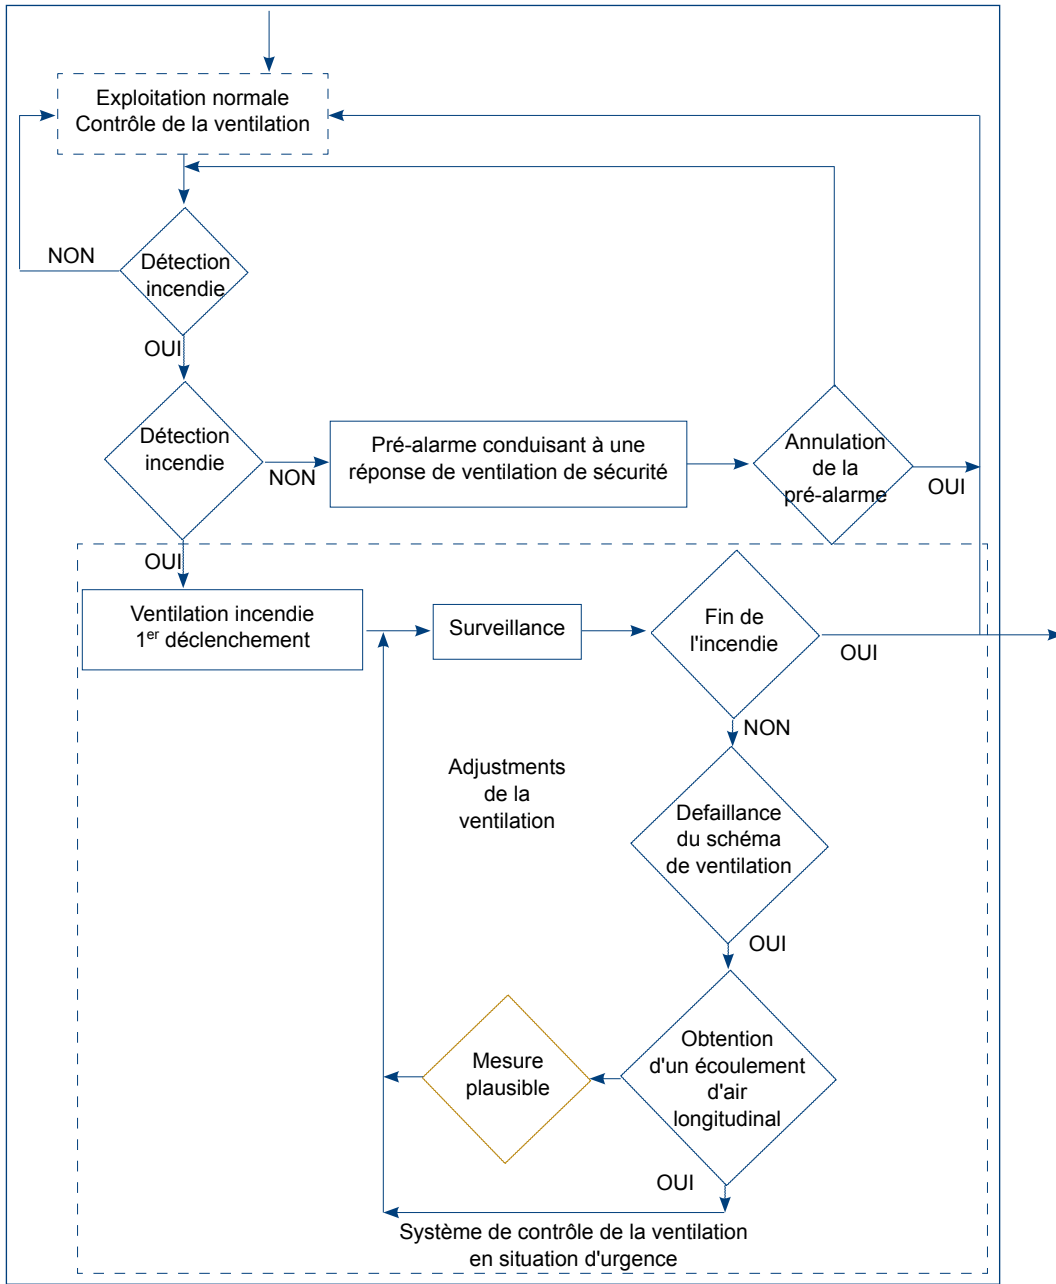 Exploitation normale
Contrôle de la ventilation
NON
Détection
incendie
OUI
Détection
incendie
NON
Pré-alarme conduisant à une
réponse de ventilation de sécurité
Annulation
de la
pré-alarme
OUI
OUI
Ventilation incendie
1er déclenchement
Surveillance
Fin de
l'incendie
OUI
NON
Adjustments
de la
ventilation
Defaillance
du schéma
de ventilation
OUI
Obtention
d'un écoulement
d'air
longitudinal
Mesure
plausible
OUI
Système de contrôle de la ventilation
en situation d'urgence